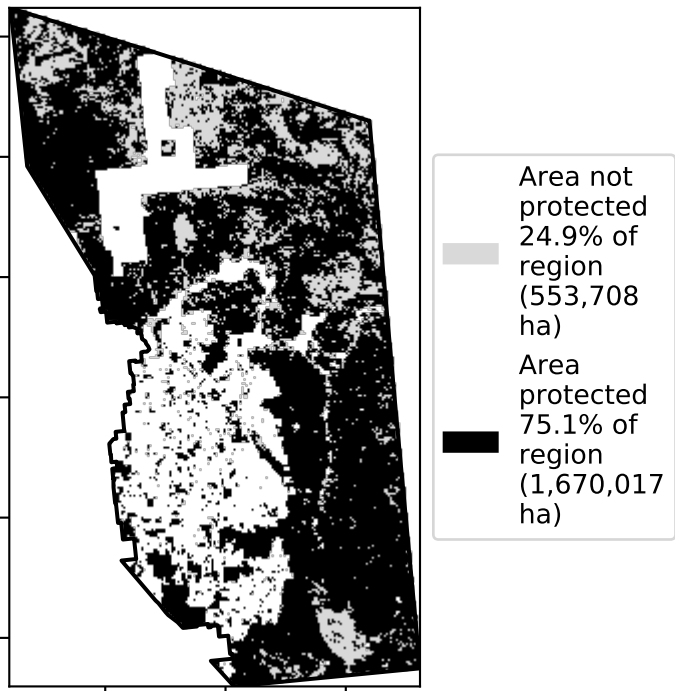 Area not
protected
24.9% of
region
(553,708
ha)
Area
protected
75.1% of
region
(1,670,017
ha)